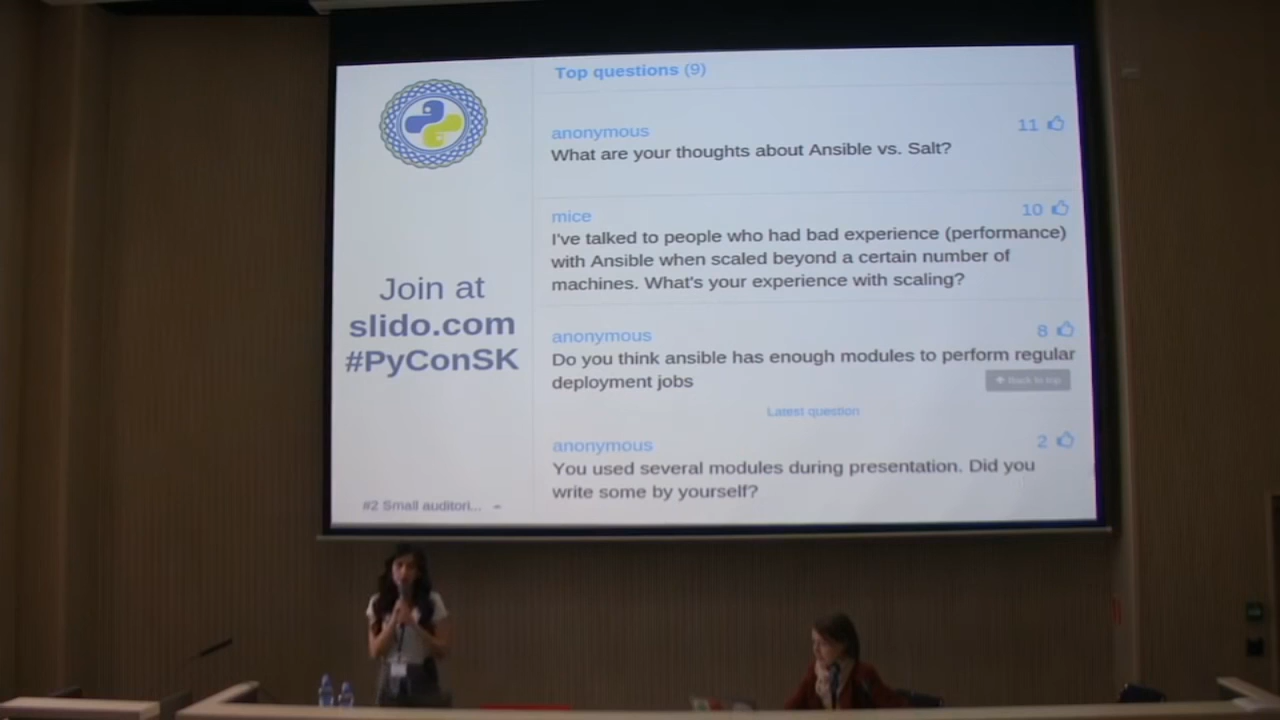 Top questions (9)
anonymous
11
What are your thoughts about Ansible vs. Salt?
mice
10
I've talked to people who had bad experience (performance)
with Ansible when scaled beyond a certain number of
machines. What's your experience with scaling?
anonymous
8
Do you think ansible has enough modules to perform regular
deployment jobs
Back to top
Latest question
anonymous
2
You used several modules during presentation. Did you
write some by yourself?
Join at
slido.com
#PyConSK
#2 Small auditori...